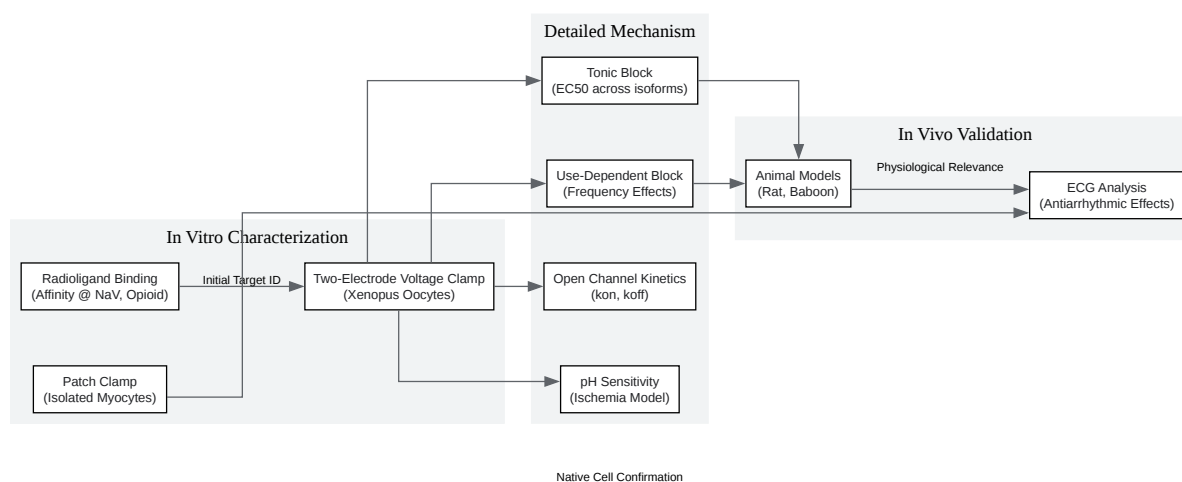 Detailed Mechanism
Tonic Block
(EC50 across isoforms)
In Vivo Validation
Use-Dependent Block
(Frequency Effects)
Animal Models
(Rat, Baboon)
Physiological Relevance
ECG Analysis
(Antiarrhythmic Effects)
In Vitro Characterization
Radioligand Binding
(Affinity @ NaV, Opioid)
Initial Target ID
Two-Electrode Voltage Clamp
(Xenopus Oocytes)
Open Channel Kinetics
(kon, koff)
Patch Clamp
(Isolated Myocytes)
pH Sensitivity
(Ischemia Model)
Native Cell Confirmation